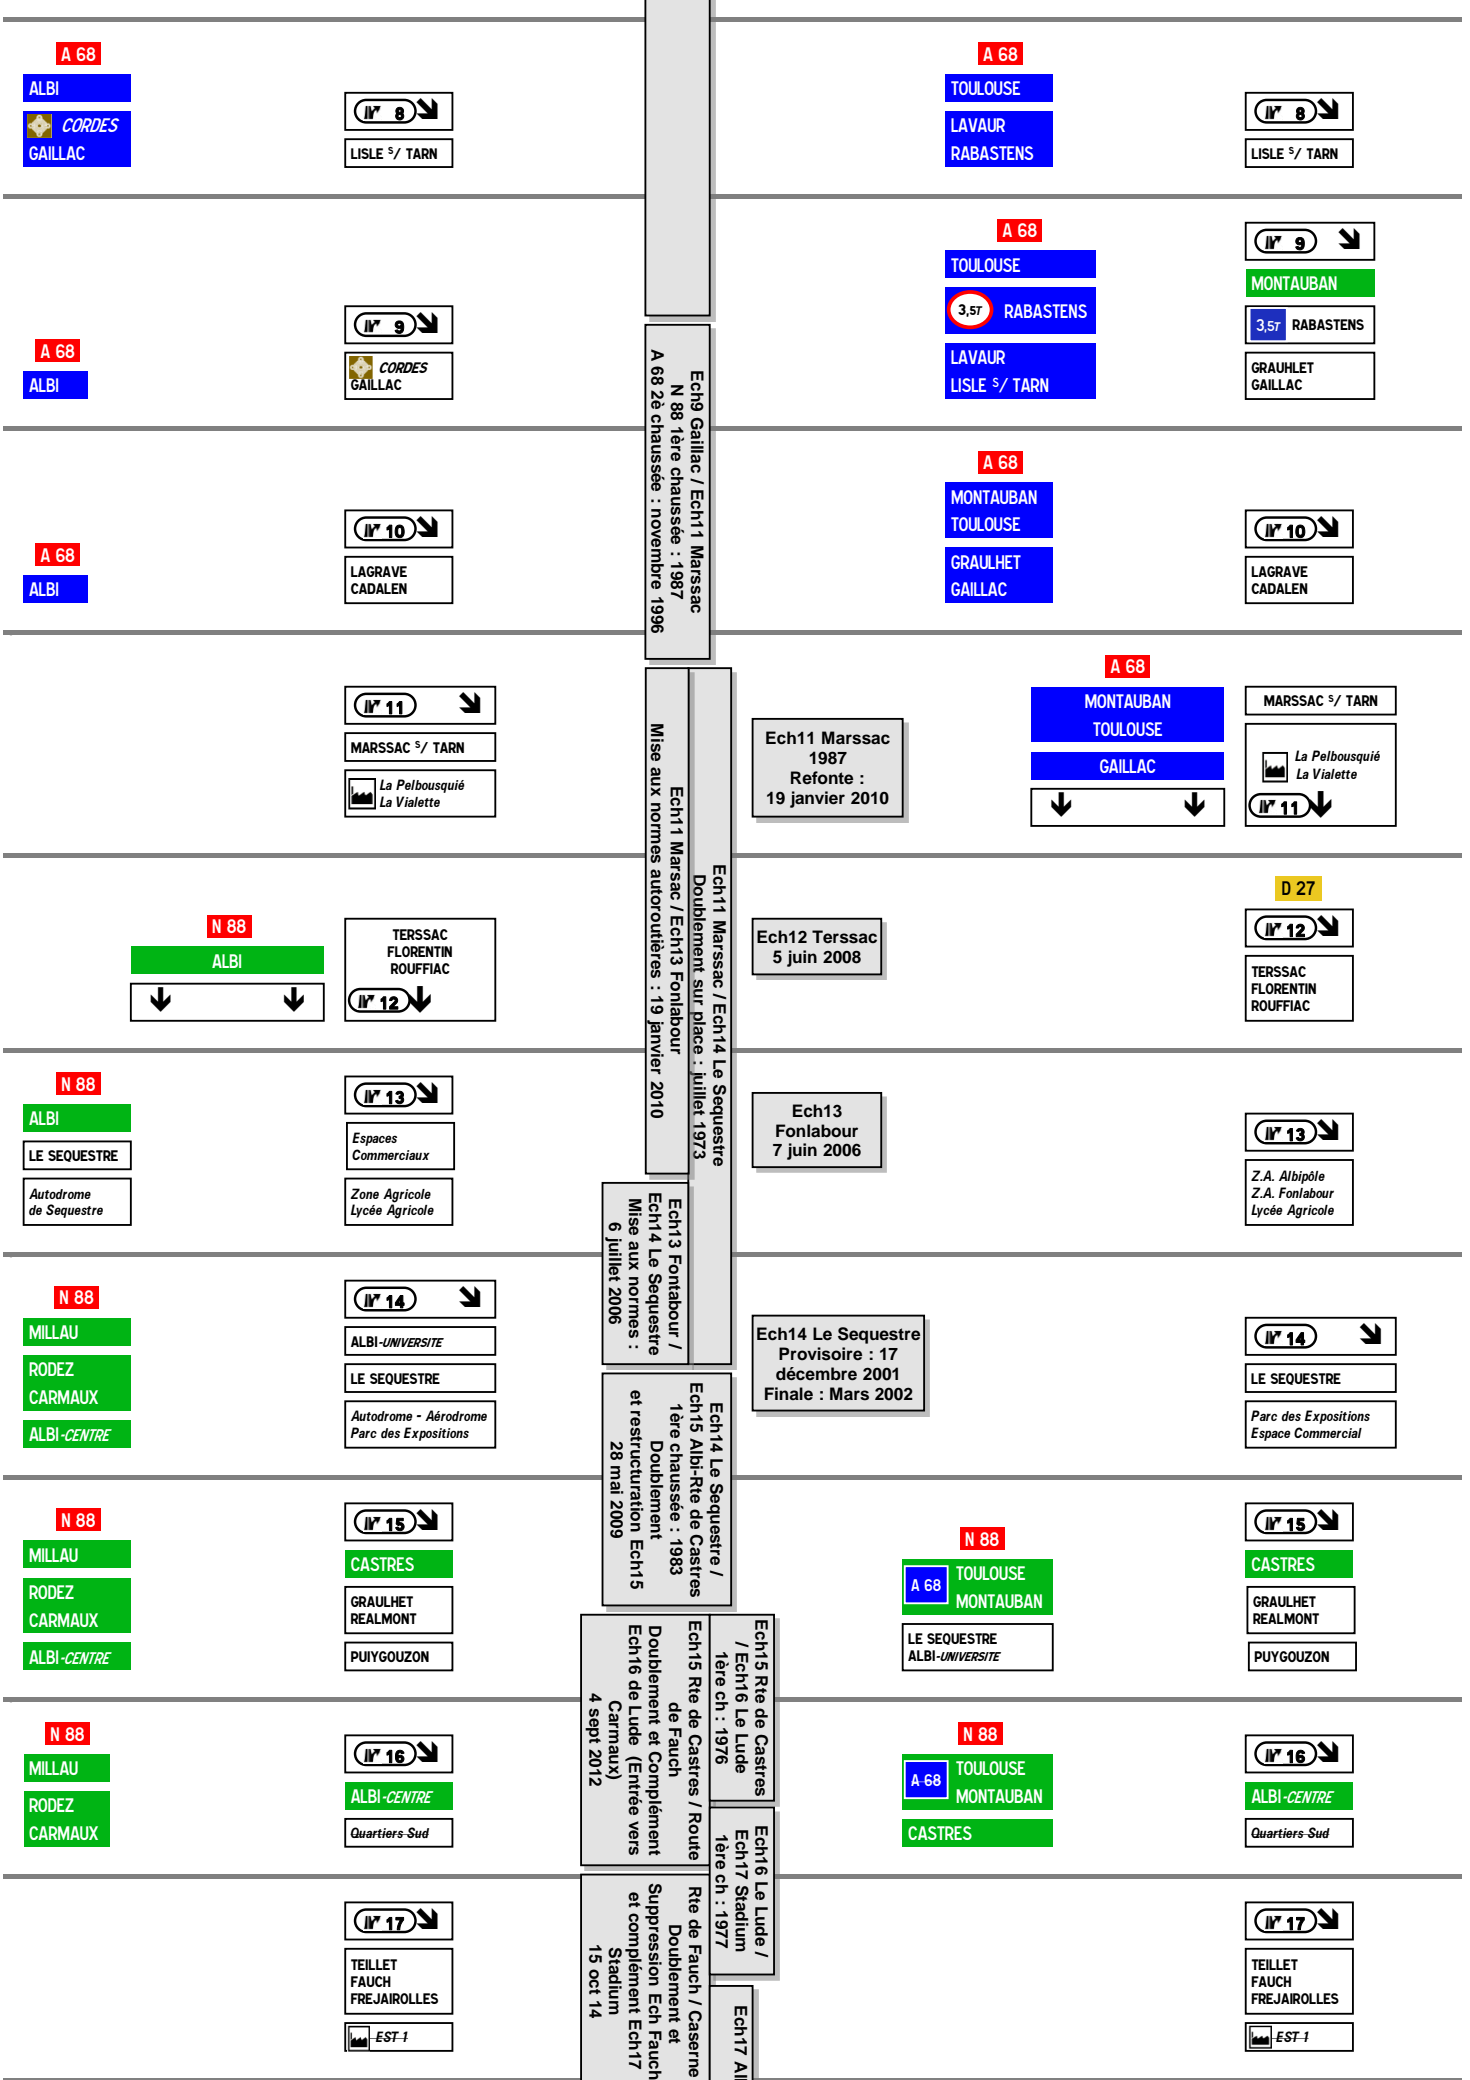 A 68
ALBI
CORDES
GAILLAC
8
LISLE S/ TARN
A 68
TOULOUSE
LAVAUR
RABASTENS
8
LISLE S/ TARN
A 68
ALBI
9
CORDES
GAILLAC
A 68
TOULOUSE
3,5T RABASTENS
LAVAUR
LISLE S/ TARN
9
MONTAUBAN
3,5T RABASTENS
GRAUHLET
GAILLAC
Ech9 Gaillac / Ech11 Marssac
N 88 1ère chaussée : 1987
A 68 2è chaussée : novembre 1996
A 68
ALBI
10
LAGRAVE
CADALEN
A 68
MONTAUBAN
TOULOUSE
GRAULHET
GAILLAC
10
LAGRAVE
CADALEN
11
MARSSAC S/ TARN
La Pelbousquié
La Vialette
Ech11 Marssac / Ech14 Le Sequestre
Doublement sur place : juillet 1973
Ech11 Marsac / Ech13 Fonlabour
Mise aux normes autoroutières : 19 janvier 2010
Ech11 Marssac
1987
Refonte :
19 janvier 2010
A 68
MONTAUBAN
TOULOUSE
GAILLAC
MARSSAC S/ TARN
La Pelbousquié
La Vialette
11
N 88
ALBI
TERSSAC
FLORENTIN
ROUFFIAC
12
Ech12 Terssac
5 juin 2008
D 27
12
TERSSAC
FLORENTIN
ROUFFIAC
N 88
ALBI
LE SEQUESTRE
Autodrome
de Sequestre
13
Espaces
Commerciaux
Zone Agricole
Lycée Agricole
Ech13
Fonlabour
7 juin 2006
13
Z.A. Albipôle
Z.A. Fonlabour
Lycée Agricole
Ech13 Fontabour /
Ech14 Le Sequestre
Mise aux normes :
6 juillet 2006
N 88
MILLAU
RODEZ
CARMAUX
ALBI-CENTRE
14
ALBI-UNIVERSITE
LE SEQUESTRE
Autodrome - Aérodrome
Parc des Expositions
Ech14 Le Sequestre
Provisoire : 17
décembre 2001
Finale : Mars 2002
14
LE SEQUESTRE
Parc des Expositions
Espace Commercial
Ech14 Le Sequestre /
Ech15 Albi-Rte de Castres
1ère chaussée : 1983
Doublement
et restructuration Ech15
28 mai 2009
N 88
MILLAU
RODEZ
CARMAUX
ALBI-CENTRE
15
CASTRES
GRAULHET
REALMONT
PUIYGOUZON
N 88
A 68
TOULOUSE
MONTAUBAN
LE SEQUESTRE
ALBI-UNIVERSITE
15
CASTRES
GRAULHET
REALMONT
PUYGOUZON
Ech15 Rte de Castres
/ Ech16 Le Lude
1ère ch : 1976
Ech15 Rte de Castres / Route
de Fauch
Doublement et Complément
Ech16 de Lude (Entrée vers
Carmaux)
4 sept 2012
N 88
MILLAU
RODEZ
CARMAUX
16
ALBI-CENTRE
Quartiers Sud
N 88
A 68
TOULOUSE
MONTAUBAN
CASTRES
16
ALBI-CENTRE
Quartiers Sud
Ech16 Le Lude /
Ech17 Stadium
1ère ch : 1977
Rte de Fauch / Caserne
Doublement et
Suppression Ech Fauch
et complément Ech17
Stadium
15 oct 14
17
TEILLET
FAUCH
FREJAIROLLES
EST 1
Ech17
17
TEILLET
FAUCH
FREJAIROLLES
EST 1